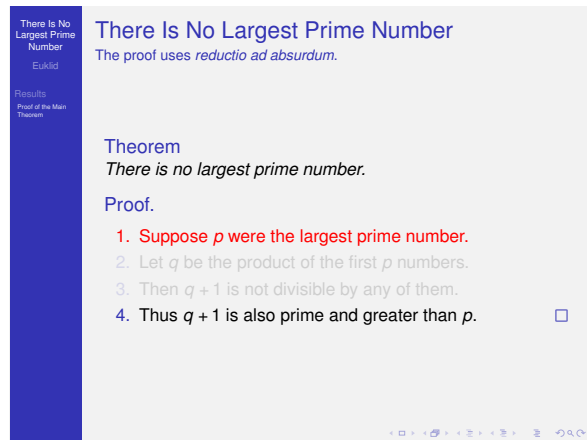 There Is No
Largest Prime
Number
Euklid
Results
Proof of the Main
Theorem
There Is No Largest Prime Number
The proof uses reductio ad absurdum.
Theorem
There is no largest prime number.
Proof.
1. Suppose p were the largest prime number.
2. Let q be the product of the first p numbers.
3. Then q + 1 is not divisible by any of them.
4. Thus q + 1 is also prime and greater than p.